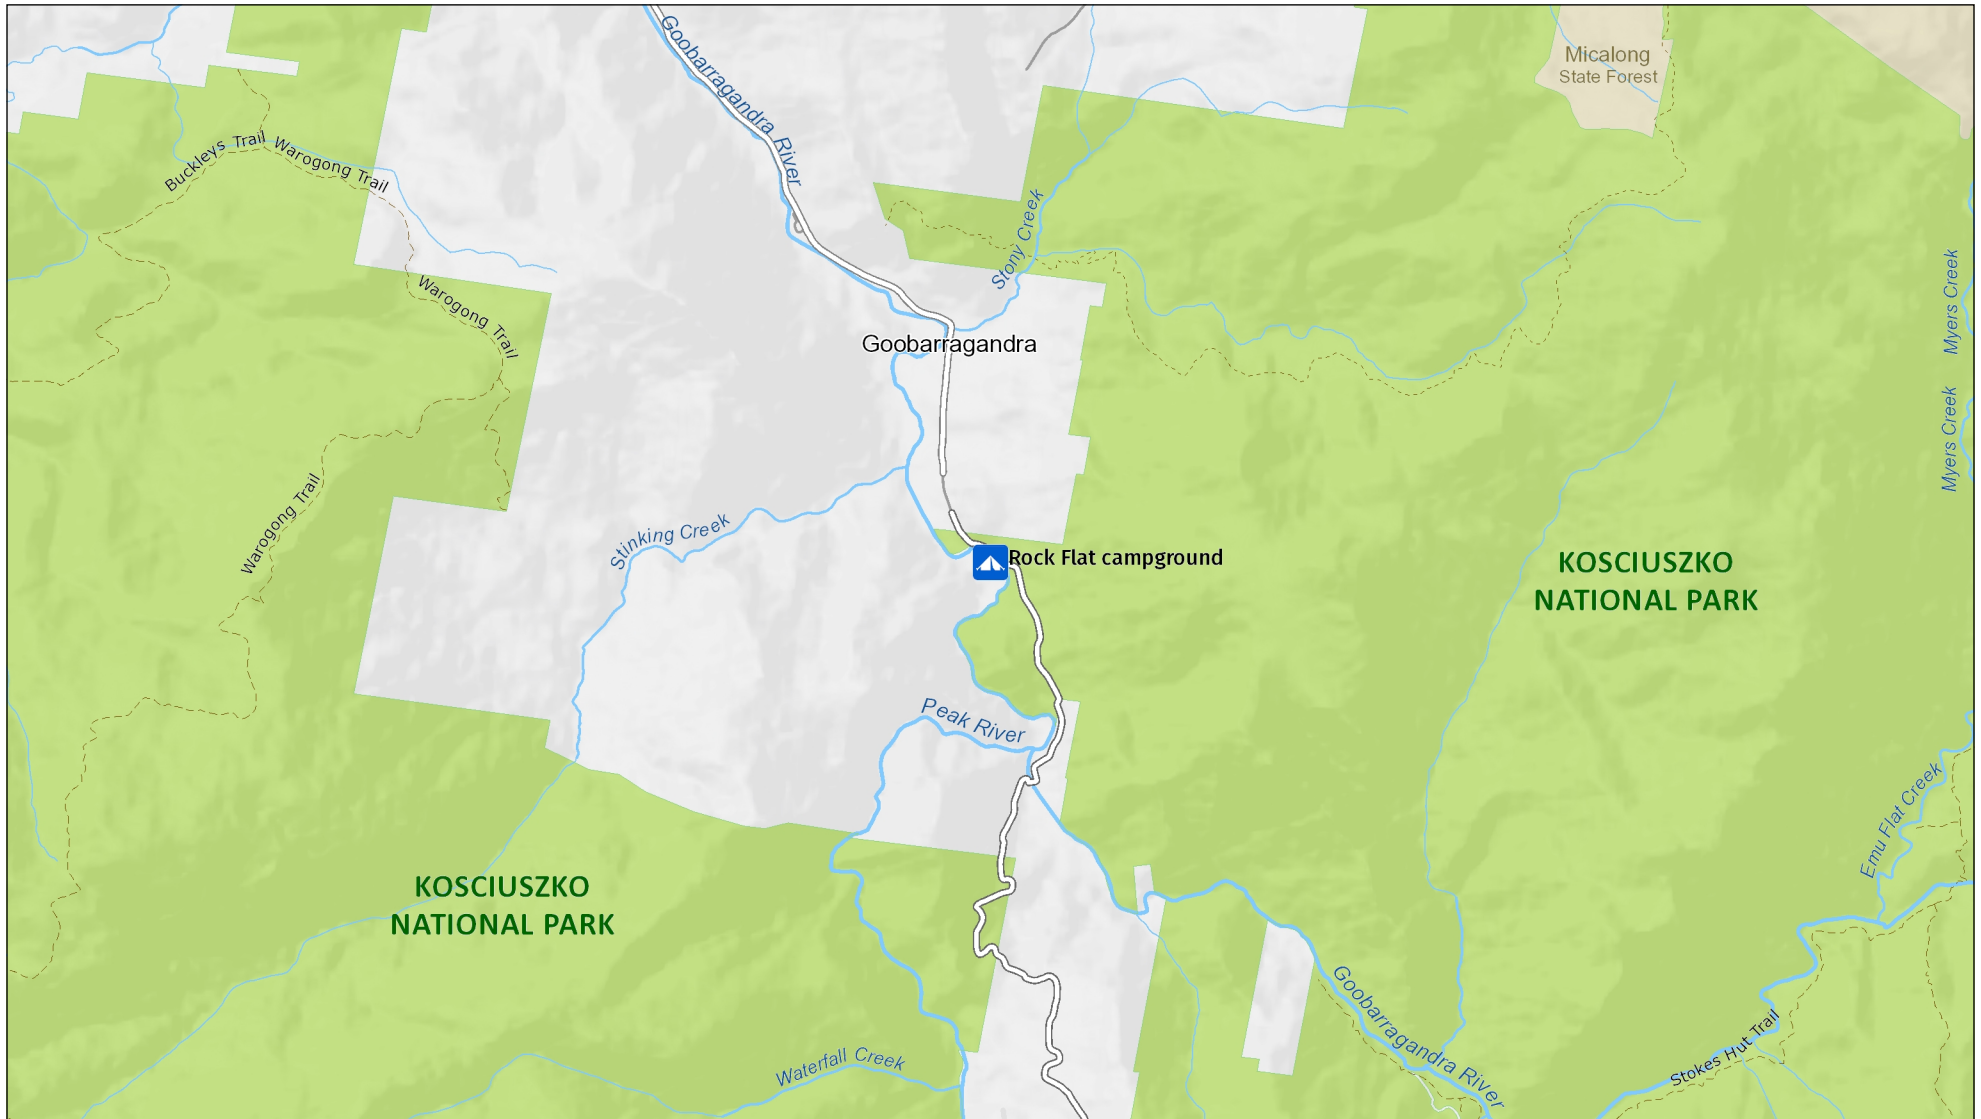 Goobarragandra River
Micalong
State Forest
Buckleys Trail
Warogong Trail
Stony Creek
Myers Creek
Warogong Trail
Goobarragandra
Myers Creek
Warogong Trail
Stinking Creek
Rock Flat campground
KOSCIUSZKO
NATIONAL PARK
Peak River
Emu Flat Creek
KOSCIUSZKO
NATIONAL PARK
Goobarragandra River
Stokes Hut Trail
Waterfall Creek